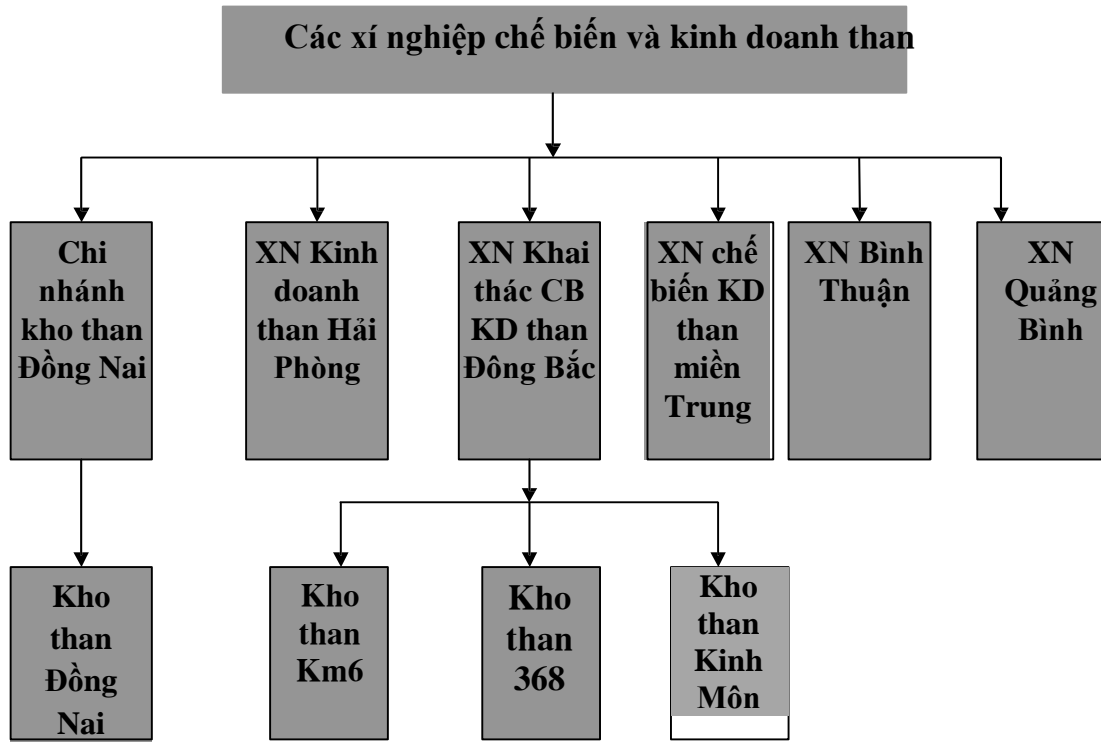 Các xí nghiệp chế biến và kinh doanh than
Chi
nhánh
kho than
Đồng Nai
XN Kinh
doanh
than Hải
Phòng
XN Khai
thác CB
KD than
Đông Bắc
XN chế
biến KD
than
miền
Trung
XN Bình
Thuận
XN
Quảng
Bình
Kho
than
Đồng
Nai
Kho
than
Km6
Kho
than
368
Kho
than
Kinh
Môn